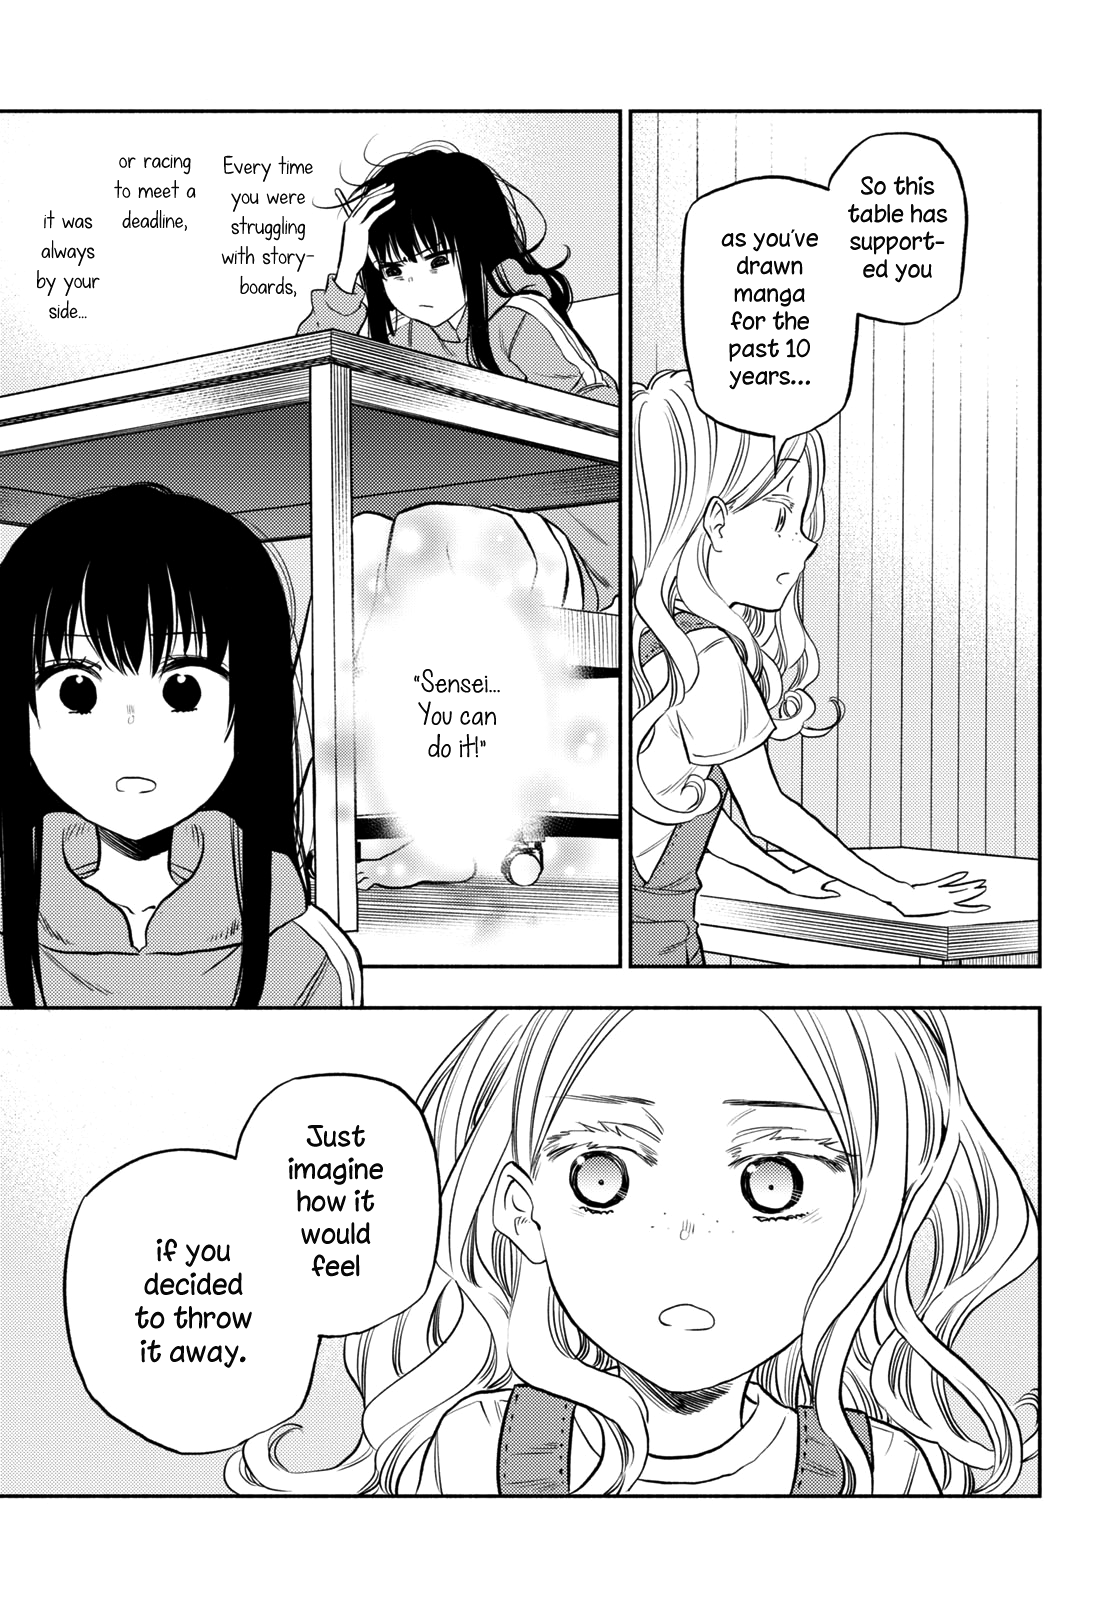 So this
table has
support-
ed you
as you've
drawn
manga
for the
past 10
years...
Every time
you were
struggling
with story-
boards,
or racing
to meet a
deadline,
it was
always
by your
side...
"Sensei...
You can
do it!"
Just
imagine
how it
would
feel
if you
decided
to throw
it away.